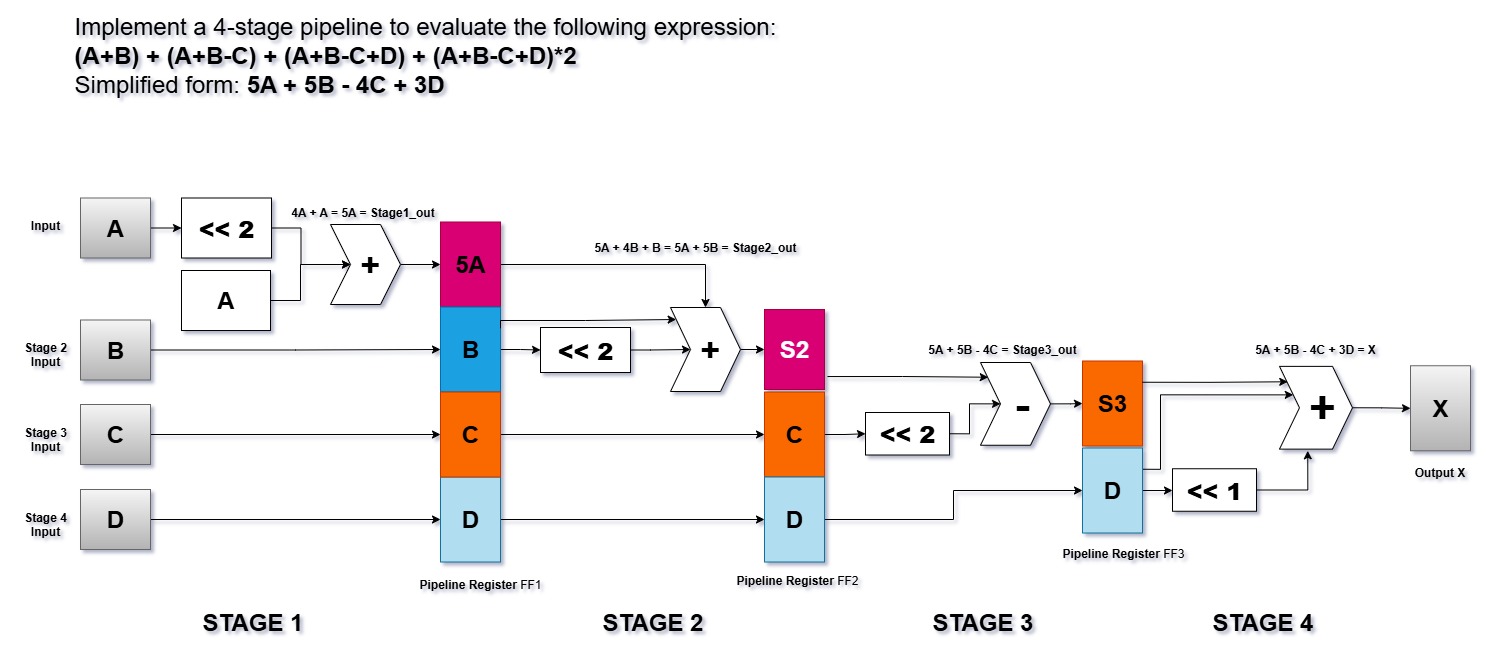 Implement a 4-stage pipeline to evaluate the following expression:
(A+B) + (A+B-C) + (A+B-C+D) + (A+B-C+D)*2
Simplified form: 5A + 5B - 4C + 3D
Input
A
<< 2
A
4A + A = 5A = Stage1_out
+
5A
Stage 2
Input
B
B
<< 2
5A + 4B + B = 5A + 5B = Stage2_out
+
S2
Stage 3
Input
C
C
C
<< 2
5A + 5B - 4C = Stage3_out
-
S3
Stage 4
Input
D
D
D
D
<< 1
5A + 5B - 4C + 3D = X
+
X
Output X
Pipeline Register FF1
Pipeline Register FF2
Pipeline Register FF3
STAGE 1
STAGE 2
STAGE 3
STAGE 4